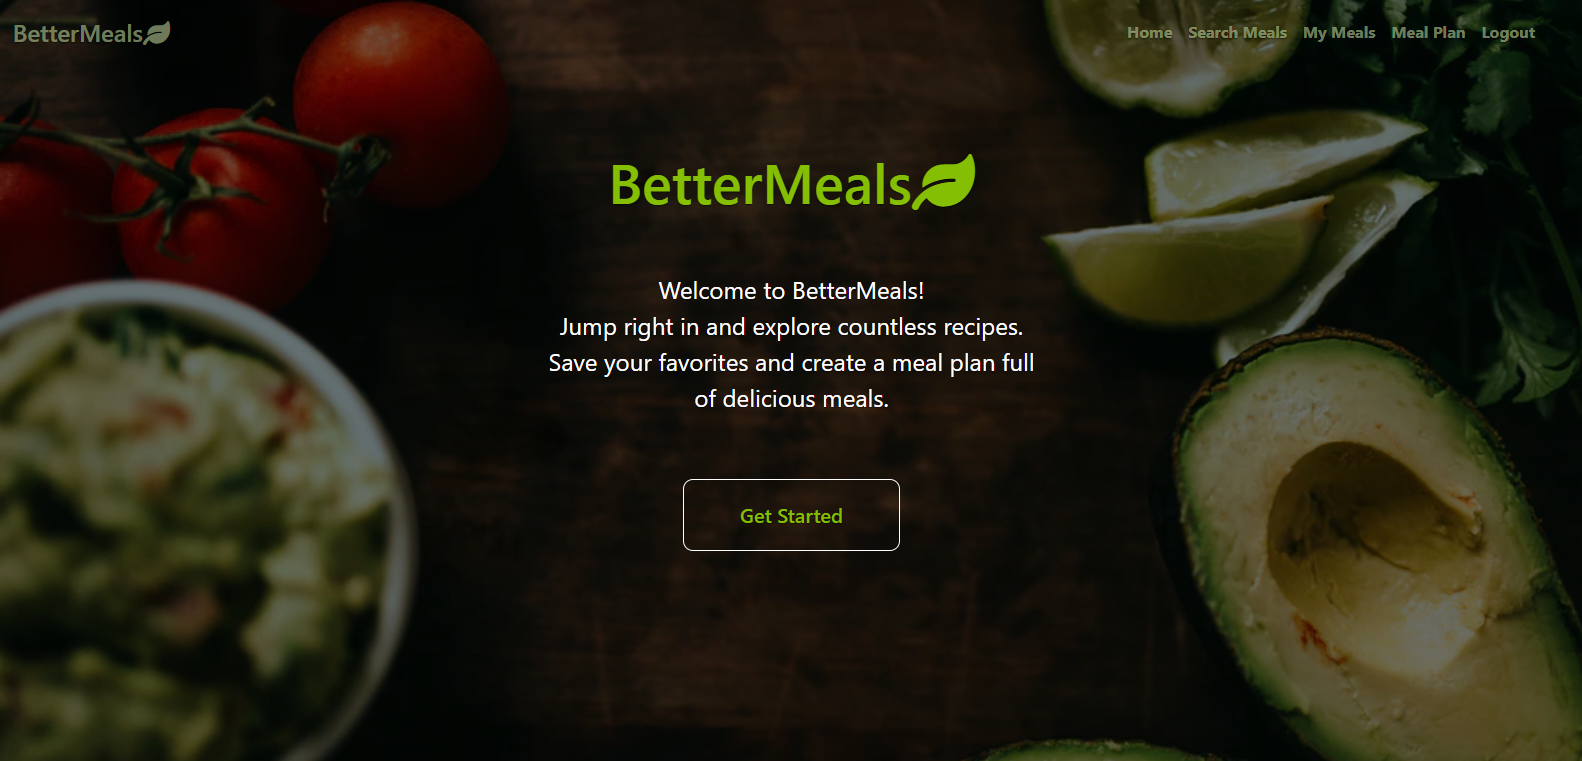 BetterMeals
Home Search Meals My Meals Meal Plan Logout
BetterMeals
Welcome to BetterMeals!
Jump right in and explore countless recipes.
Save your favorites and create a meal plan full
of delicious meals.
Get Started